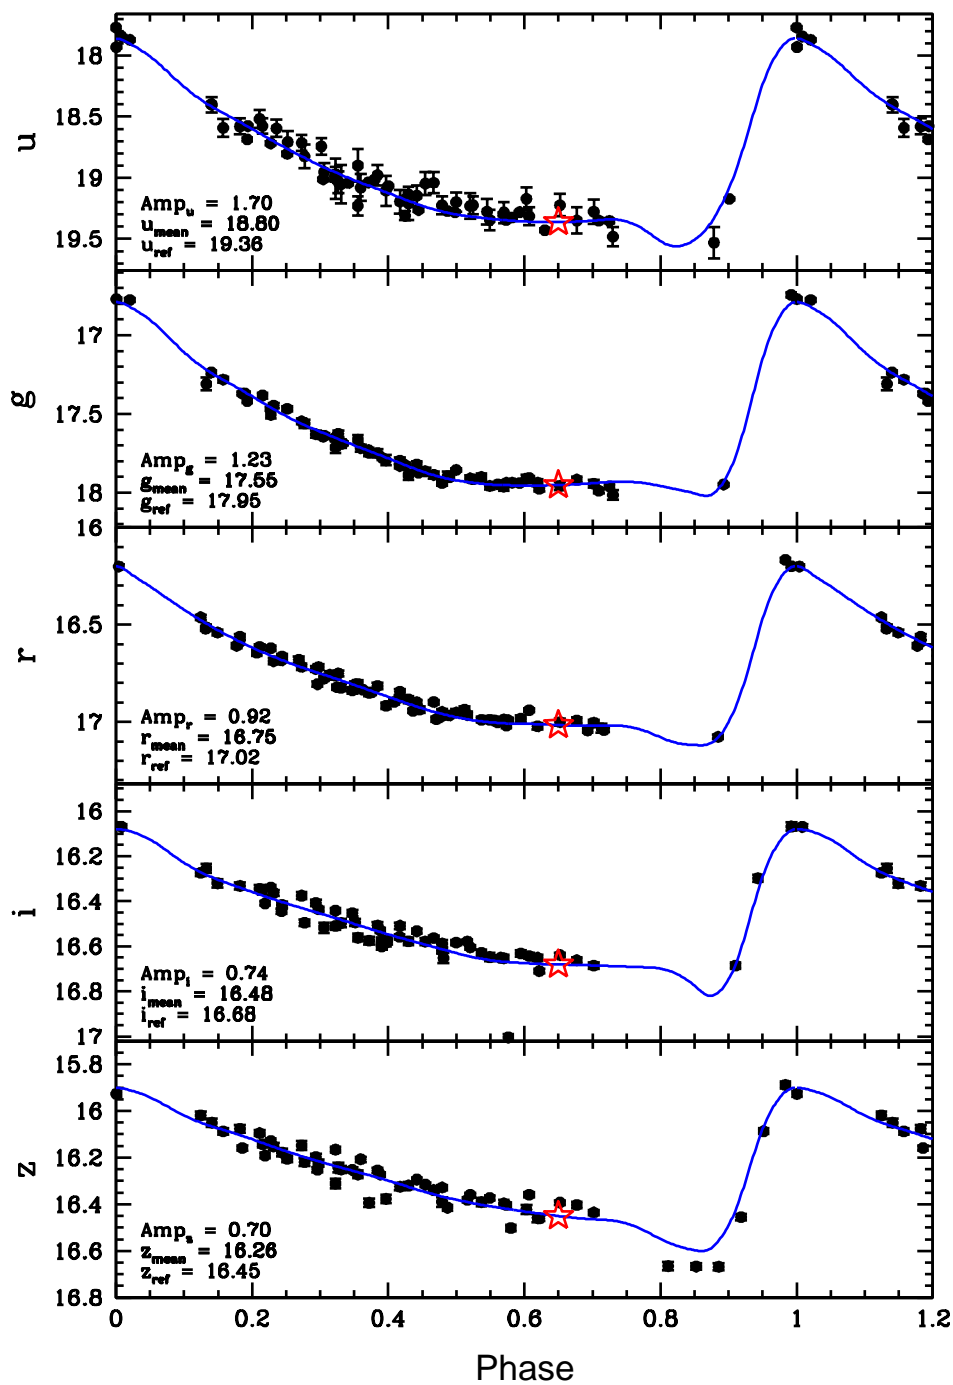 18
18.5
19
19.5
u
Amp_u = 1.70
u_mean = 18.80
u_ref = 19.36
17
17.5
18
g
Amp_g = 1.23
g_mean = 17.55
g_ref = 17.95
16
16.5
17
r
Amp_r = 0.92
r_mean = 16.75
r_ref = 17.02
16
16.2
16.4
16.6
16.8
17
i
Amp_i = 0.74
i_mean = 16.48
i_ref = 16.68
15.8
16
16.2
16.4
16.6
16.8
z
Amp_z = 0.70
z_mean = 16.26
z_ref = 16.45
0 0.2 0.4 0.6 0.8 1 1.2
Phase